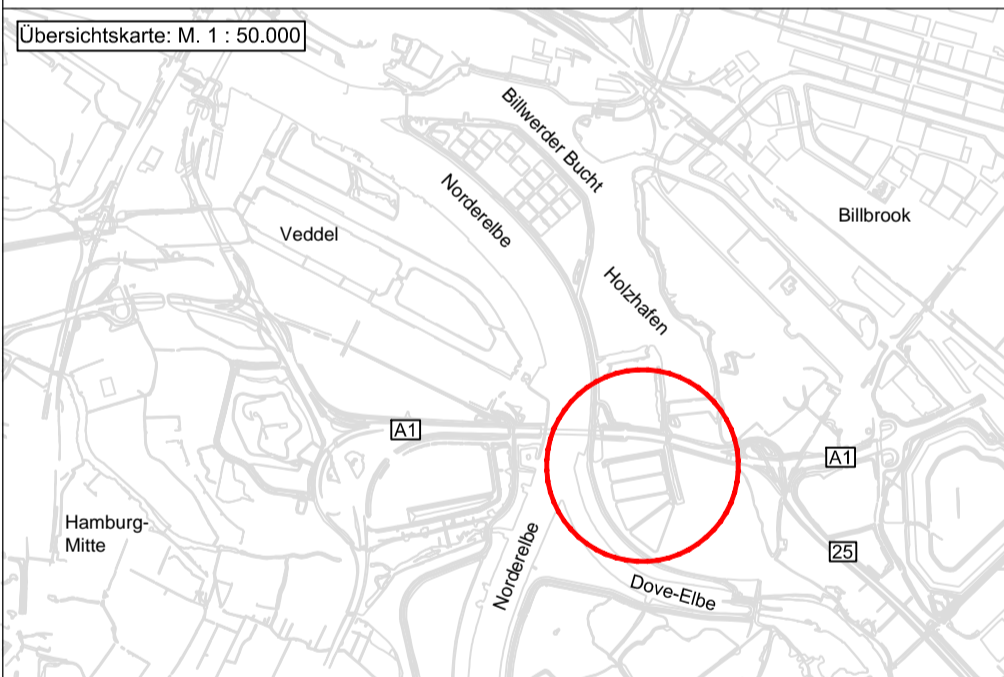 Übersichtskarte: M. 1 : 50.000
Billwerder Bucht
Norderelbe
Billbrook
Veddel
Holzhafen
A1
A1
Hamburg-
Mitte
25
Norderelbe
Dove-Elbe